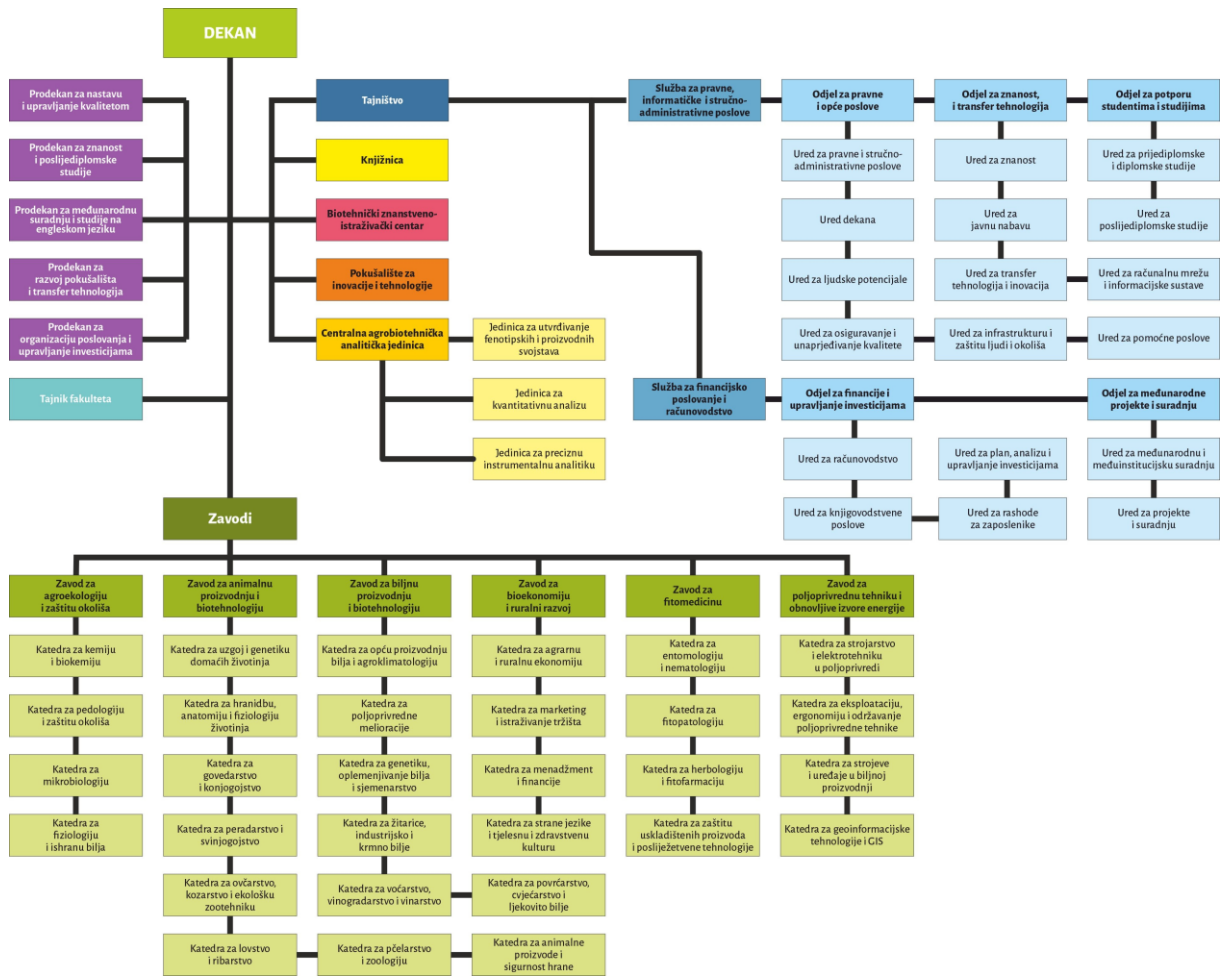 DEKAN
Prodekan za nastavu
i upravljanje kvalitetom
Prodekan za znanost
i poslijediplomske
studije
Prodekan za međunarodnu
suradnju i studije na
engleskom jeziku
Prodekan za
razvoj pokušališta
i transfer tehnologija
Prodekan za
organizaciju poslovanja i
upravljanje investicijama
Tajnik fakulteta
Tajništvo
Knjižnica
Biotehnički znanstveno-
istraživački centar
Pokušalište za
inovacije i tehnologije
Centralna agrobiotehnička
analitička jedinica
Jedinica za utvrđivanje
fenotipskih i proizvodnih
svojstava
Jedinica za
kvantitativnu analizu
Jedinica za preciznu
instrumentalnu analitiku
Služba za pravne,
informatičke i stručno-
administrativne poslove
Odjel za pravne
i opće poslove
Ured za pravne i stručno-
administrativne poslove
Ured dekana
Ured za ljudske potencijale
Ured za osiguravanje i
unaprjeđivanje kvalitete
Odjel za znanost,
i transfer tehnologija
Ured za znanost
Ured za
javnu nabavu
Ured za transfer
tehnologija i inovacija
Ured za infrastrukturu i
zaštitu ljudi i okoliša
Odjel za potporu
studentima i studijima
Ured za prijediplomske
i diplomske studije
Ured za
poslijediplomske studije
Ured za računalnu mrežu
i informacijske sustave
Ured za pomoćne poslove
Služba za financijsko
poslovanje i
računovodstvo
Odjel za financije i
upravljanje investicijama
Ured za računovodstvo
Ured za knjigovodstvene
poslove
Ured za plan, analizu i
upravljanje investicijama
Ured za rashode
za zaposlenike
Odjel za međunarodne
projekte i suradnju
Ured za međunarodnu i
međuinstitucijsku suradnju
Ured za projekte
i suradnju
Zavodi
Zavod za
agroekologiju
i zaštitu okoliša
Katedra za kemiju
i biokemiju
Katedra za pedologiju
i zaštitu okoliša
Katedra za
mikrobiologiju
Katedra za
fiziologiju
i ishranu bilja
Zavod za animalnu
proizvodnju i
biotehnologiju
Katedra za uzgoj i genetiku
domaćih životinja
Katedra za hranidbu,
anatomiju i fiziologiju
životinja
Katedra za
govedarstvo
i konjogojstvo
Katedra za peradarstvo i
svinjogojstvo
Katedra za ovčarstvo,
kozarstvo i ekološku
zootehniku
Katedra za lovstvo
i ribarstvo
Zavod za biljnu
proizvodnju
i biotehnologiju
Katedra za opću proizvodnju
bilja i agroklimatologiju
Katedra za
poljoprivredne
melioracije
Katedra za genetiku,
oplemenjivanje bilja
i sjemenarstvo
Katedra za žitarice,
industrijsko i
krmno bilje
Katedra za voćarstvo,
vinogradarstvo i vinarstvo
Katedra za pčelarstvo
i zoologiju
Zavod za
bioekonomiju
i ruralni razvoj
Katedra za agrarnu
i ruralnu ekonomiju
Katedra za marketing
i istraživanje tržišta
Katedra za menadžment
i financije
Katedra za strane jezike
i tjelesnu i zdravstvenu
kulturu
Katedra za povrćarstvo,
cvjećarstvo i
ljekovito bilje
Katedra za animalne
proizvode i
sigurnost hrane
Zavod za
fitomedicinu
Katedra za
entomologiju
i nematologiju
Katedra za
fitopatologiju
Katedra za herbologiju
i fitofarmaciju
Katedra za zaštitu
uskladištenih proizvoda
i posliježetvene tehnologije
Zavod za
poljoprivrednu tehniku i
obnovljive izvore energije
Katedra za strojarstvo
i elektrotehniku
u poljoprivredi
Katedra za eksploataciju,
ergonomiju i održavanje
poljoprivredne tehnike
Katedra za strojeve
i uređaje u biljnoj
proizvodnji
Katedra za geoinformacijske
tehnologije i GIS